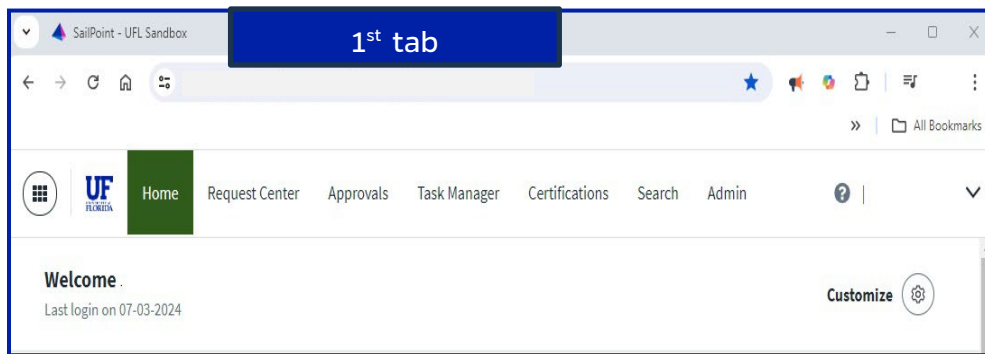 SailPoint - UFL Sandbox
1st tab
All Bookmarks
UF
FLORIDA
Home Request Center Approvals Task Manager Certifications Search Admin
Welcome .
Customize
Last login on 07-03-2024